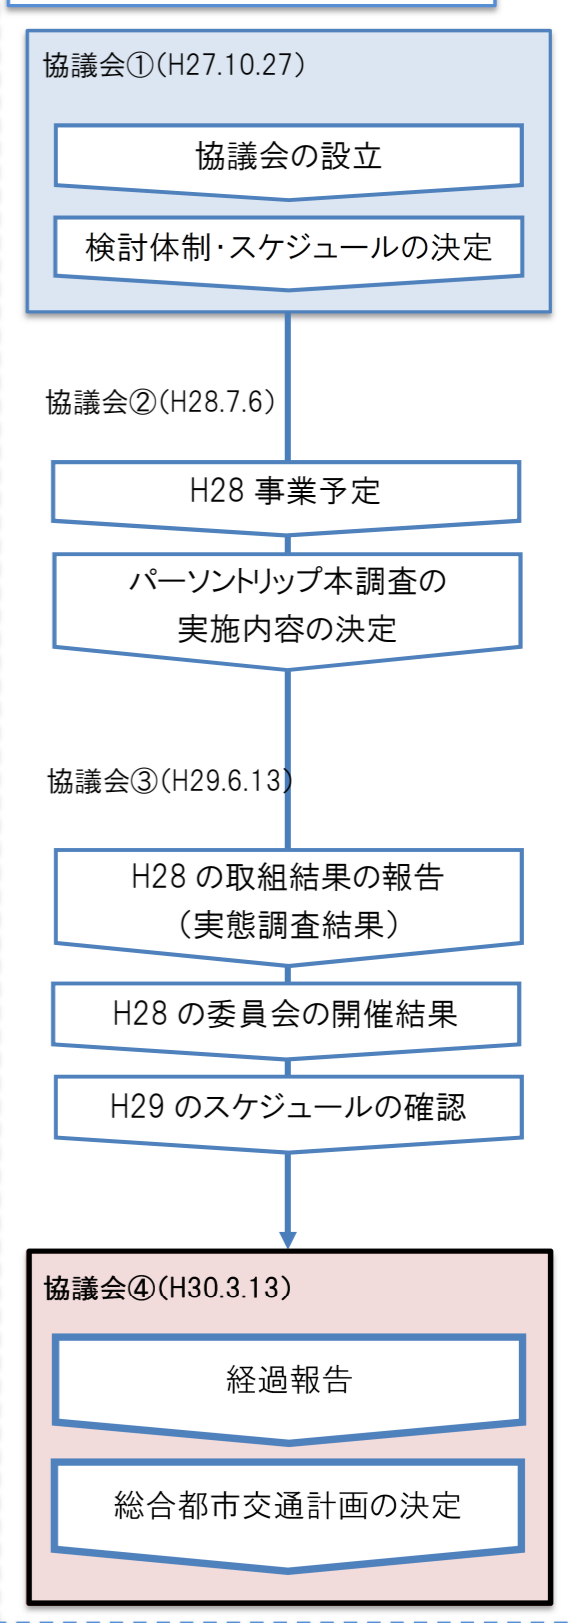 協議会①(H27.10.27)
協議会の設立
検討体制・スケジュールの決定
協議会②(H28.7.6)
H28 事業予定
パーソントリップ本調査の
実施内容の決定
協議会③(H29.6.13)
H28 の取組結果の報告
（実態調査結果）
H28 の委員会の開催結果
H29 のスケジュールの確認
協議会④(H30.3.13)
経過報告
総合都市交通計画の決定